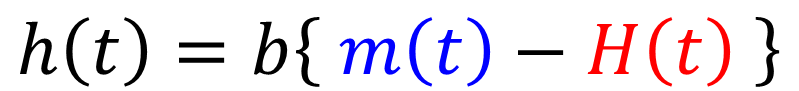 h(t) = b{ m(t) − H(t) }